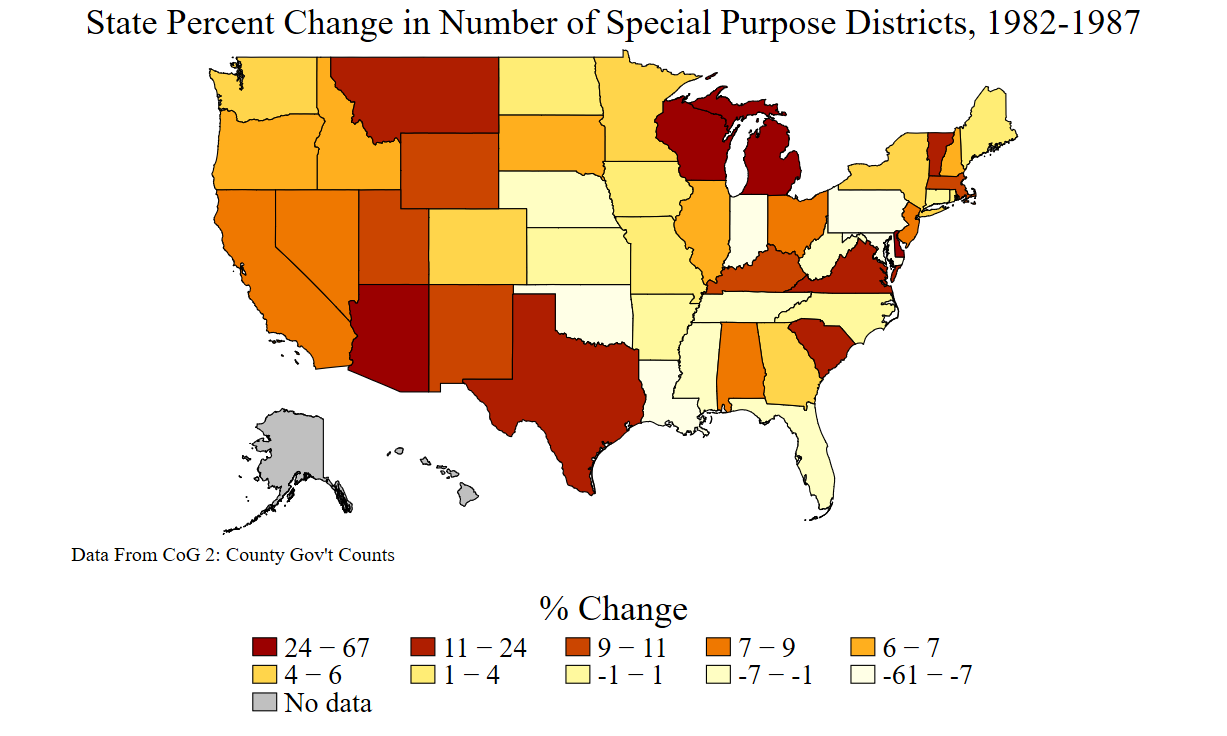 State Percent Change in Number of Special Purpose Districts, 1982-1987
Data From CoG 2: County Gov't Counts
% Change
24 − 67 11 − 24 9 − 11 7 − 9 6 − 7
4 − 6 1 − 4 -1 − 1 -7 − -1 -61 − -7
No data